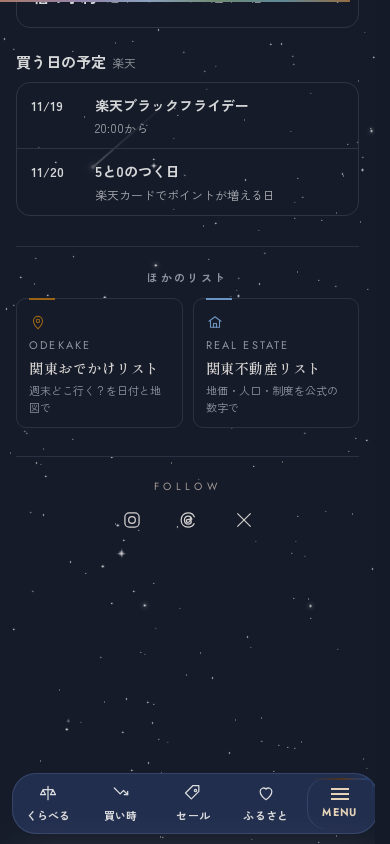 買う日の予定 楽天
11/19 楽天ブラックフライデー
20:00から
11/20 5と0のつく日
楽天カードでポイントが増える日
ほかのリスト
ODEKAKE
関東おでかけリスト
週末どこ行く?を日付と地
図で
REAL ESTATE
関東不動産リスト
地価・人口・制度を公式の
数字で
FOLLOW
くらべる
買い時
セール
ふるさと
MENU